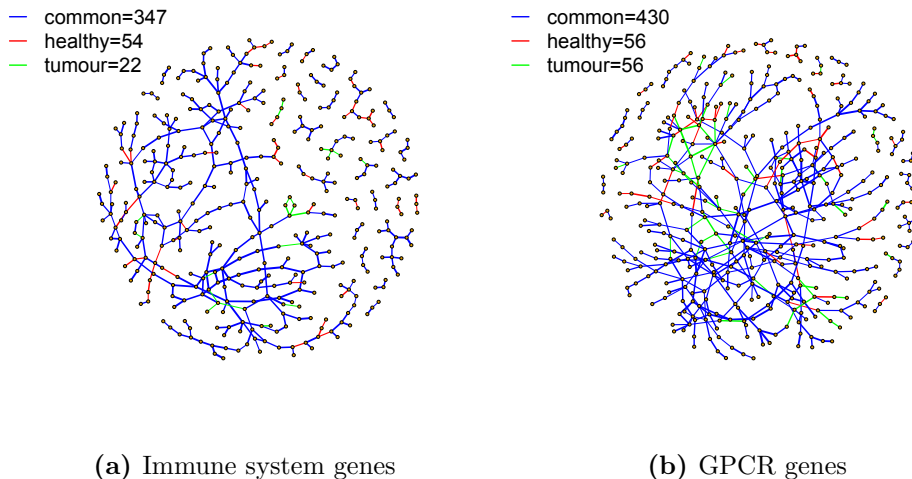 common=347
healthy=54
tumour=22
common=430
healthy=56
tumour=56
(a) Immune system genes
(b) GPCR genes